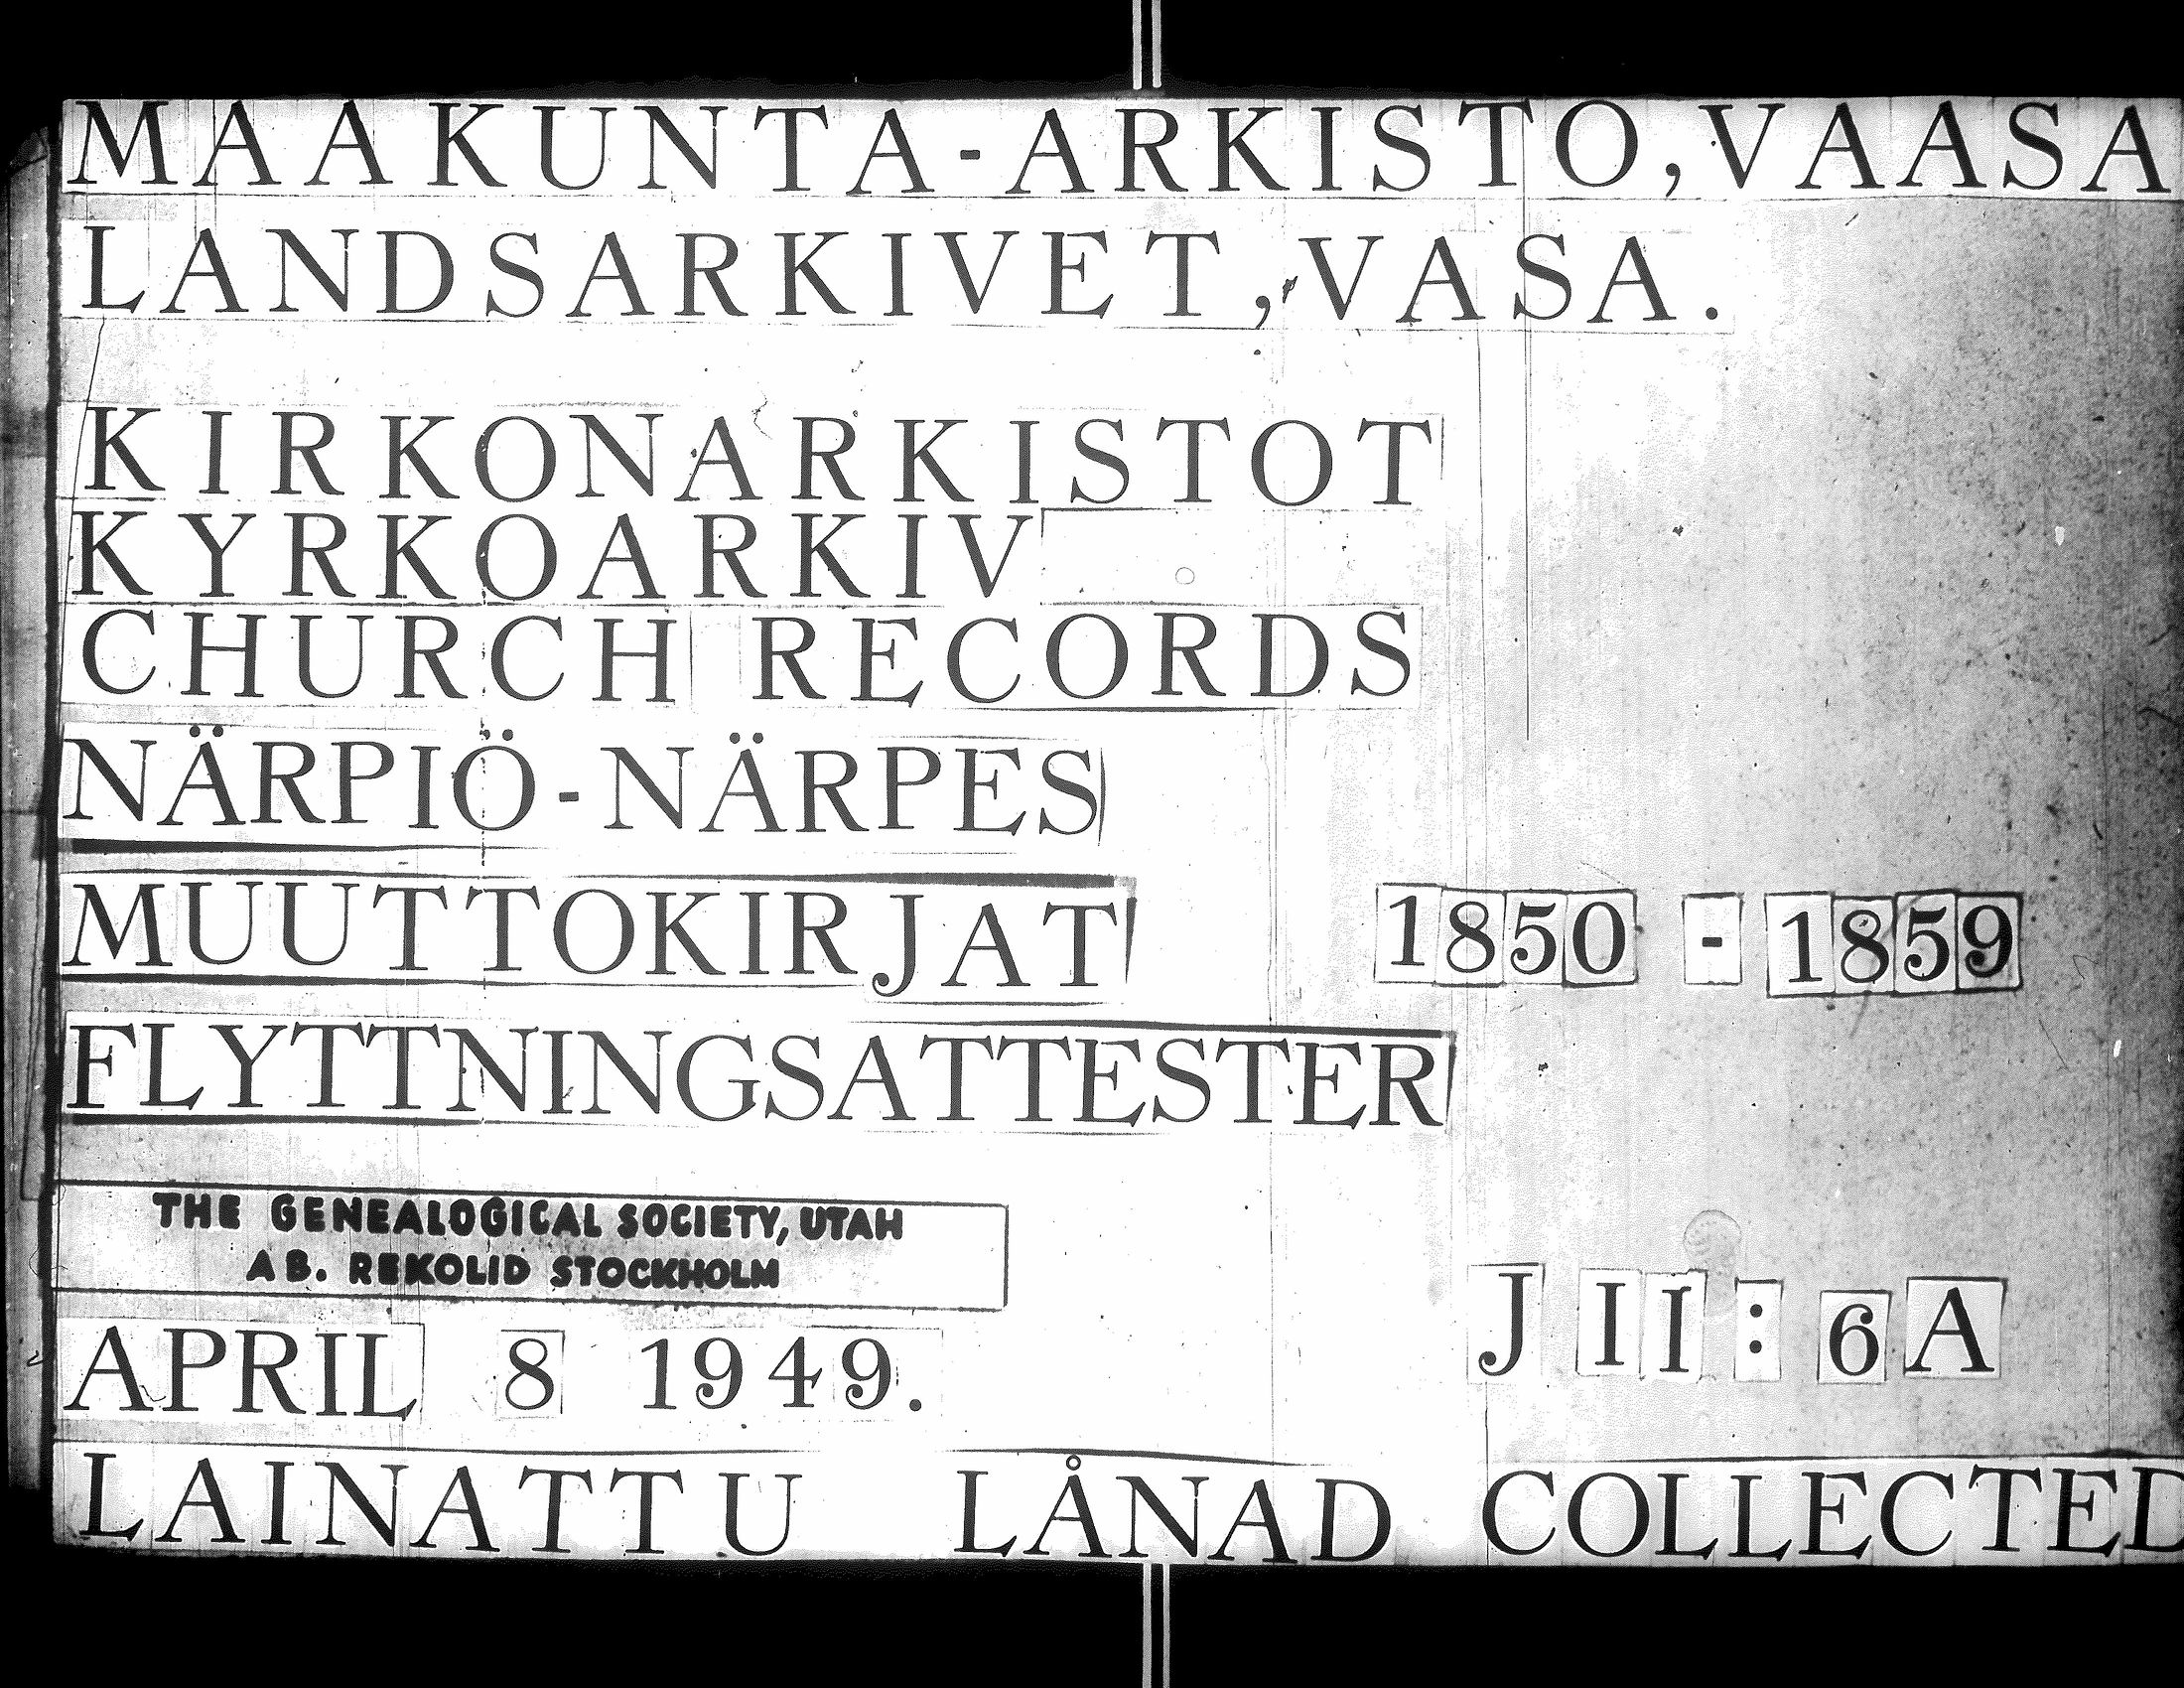 MAAKUNTA-ARKISTO, VAASA
LANDSARKIVET, VASA.
KIRKONARKISTOT
KYRKOARKIV
CHURCH RECORDS
NÄRPIÖ-NÄRPES
MUUTTOKIRJAT 1850 - 1859
FLYTTNINGSATTESTER
THE GENEALOGICAL SOCIETY, UTAH
AB. REKOLID STOCKHOLM
J II : 6A
APRIL 8 1949.
LAINATTU LÅNAD COLLECTED